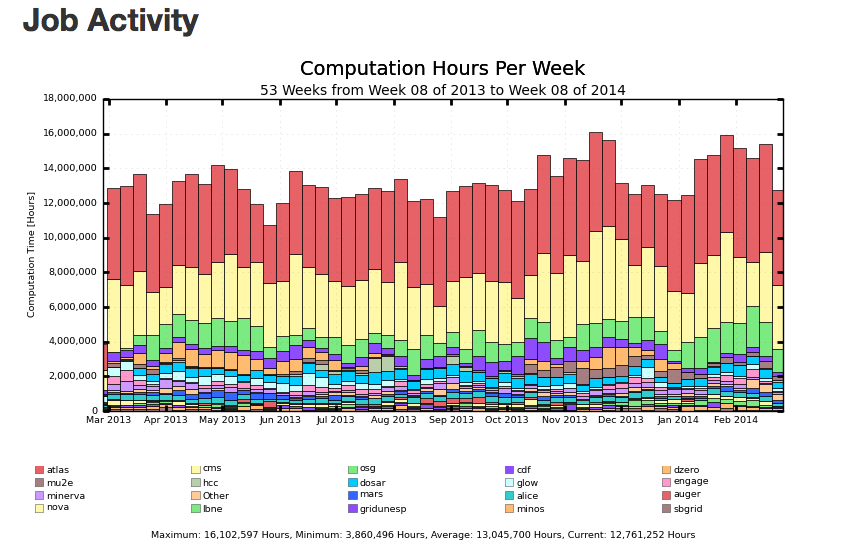 Job Activity
Computation Hours Per Week
53 Weeks from Week 08 of 2013 to Week 08 of 2014
Computation Time [Hours]
18,000,000
16,000,000
14,000,000
12,000,000
10,000,000
8,000,000
6,000,000
4,000,000
2,000,000
0
Mar 2013 Apr 2013 May 2013 Jun 2013 Jul 2013 Aug 2013 Sep 2013 Oct 2013 Nov 2013 Dec 2013 Jan 2014 Feb 2014
atlas cms osg cdf dzero
mu2e hcc dosar glow engage
minerva Other mars alice auger
nova lbne gridunesp minos sbgrid
Maximum: 16,102,597 Hours, Minimum: 3,860,496 Hours, Average: 13,045,700 Hours, Current: 12,761,252 Hours